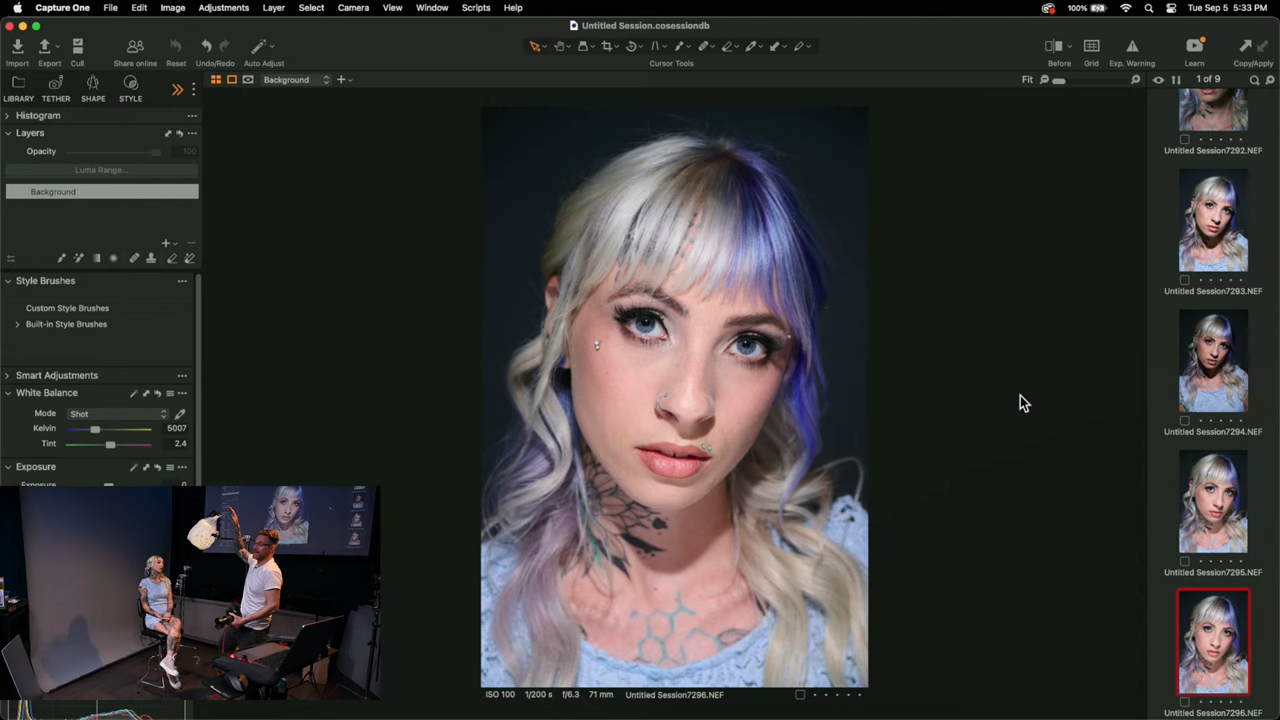 Capture One File Edit Image Adjustments Layer Select Camera View Window Scripts Help 100% Tue Sep 5 5:33 PM
Untitled Session.cosessiondb
Import Export Cull Share online Reset Undo/Redo Auto Adjust Cursor Tools Before Grid Exp. Warning Learn Copy/Apply
LIBRARY TETHER SHAPE STYLE
Background
Fit
1 of 9
Histogram
Layers
Opacity 100
Luma Range...
Background
Style Brushes
Custom Style Brushes
Built-in Style Brushes
Smart Adjustments
White Balance
Mode Shot
Kelvin 5007
Tint 2.4
Exposure
Exposure 0
ISO 100 1/200 s f/6.3 71 mm Untitled Session7296.NEF
Untitled Session7292.NEF
Untitled Session7293.NEF
Untitled Session7294.NEF
Untitled Session7295.NEF
Untitled Session7296.NEF